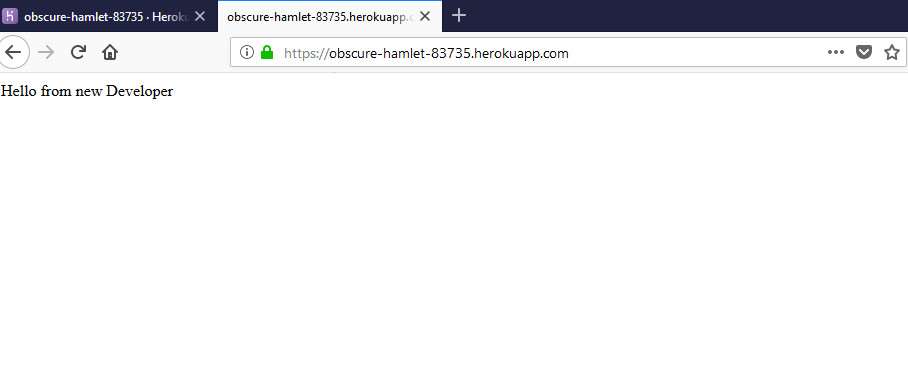 obscure-hamlet-83735 · Heroku
obscure-hamlet-83735.herokuapp.c
https://obscure-hamlet-83735.herokuapp.com
Hello from new Developer